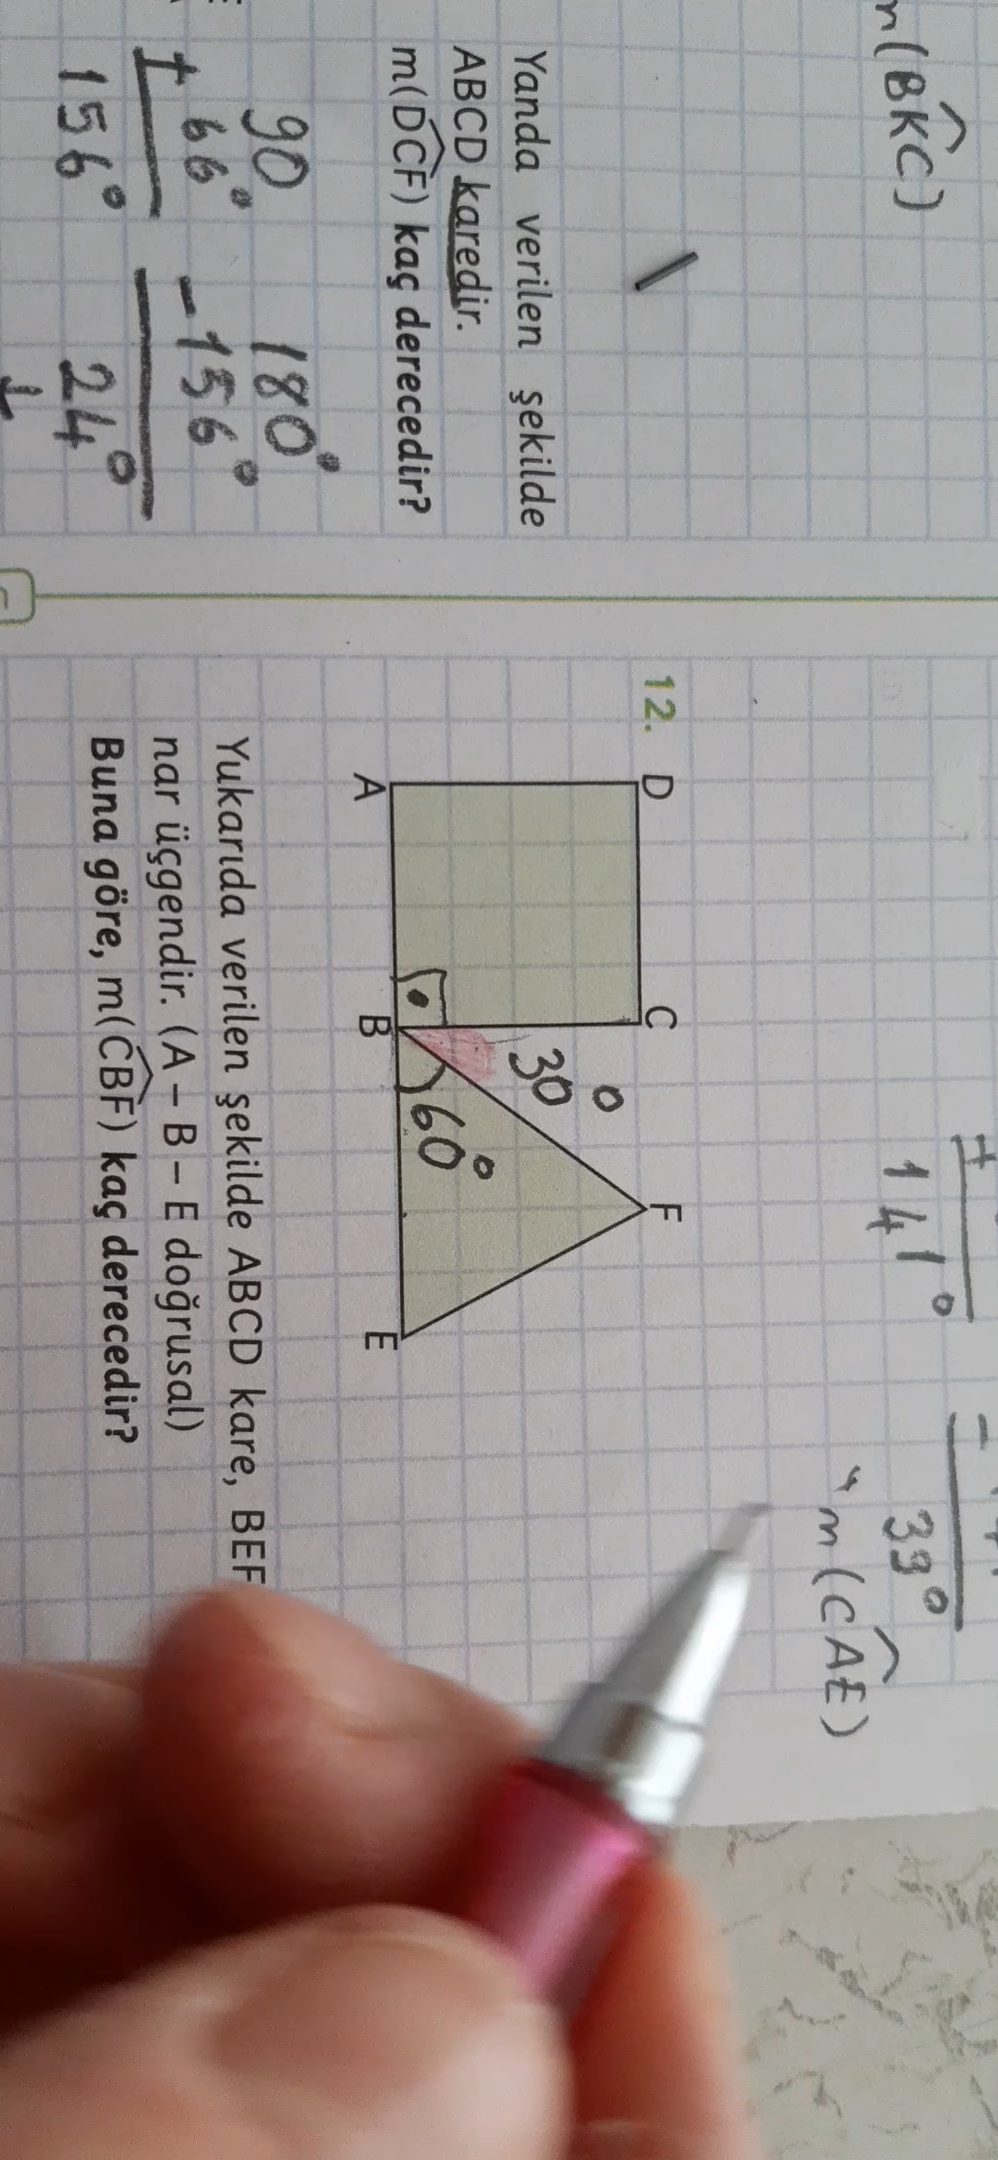 m(BKC)
Yanda verilen şekilde
ABCD karedir.
m(DCF) kaç derecedir?
90
+ 66°
156°
180°
- 156°
24°
141°
39°
m(CAE)
12.
D C F
30°
60°
A B E
Yukarıda verilen şekilde ABCD kare, BEF
nar üçgendir. (A – B – E doğrusal)
Buna göre, m(CBF) kaç derecedir?